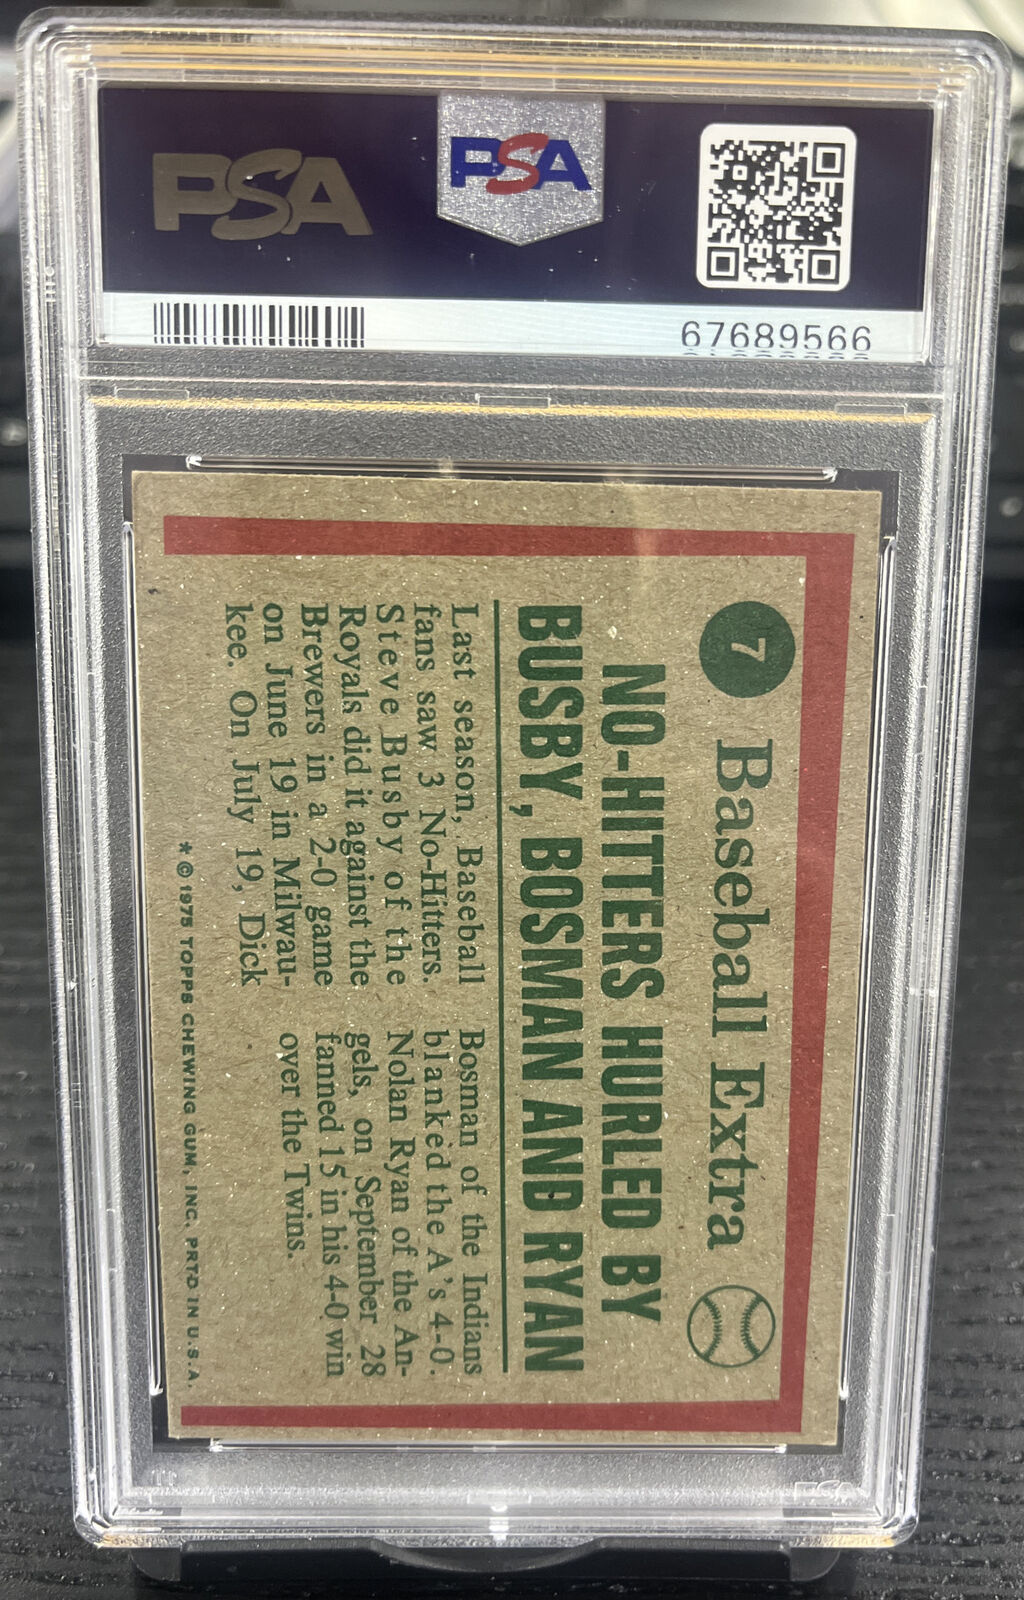 PSA
PSA
67689566
7
Baseball Extra
NO-HITTERS HURLED BY
BUSBY, BOSMAN AND RYAN
Last season, Baseball
fans saw 3 No-Hitters.
Steve Busby of the
Royals did it against the
Brewers in a 2-0 game
on June 19 in Milwau-
kee. On July 19, Dick
Bosman of the Indians
blanked the A's 4-0.
Nolan Ryan of the An-
gels, on September 28
fanned 15 in his 4-0 win
over the Twins.
* © 1975 TOPPS CHEWING GUM, INC. PRTD IN U.S.A.